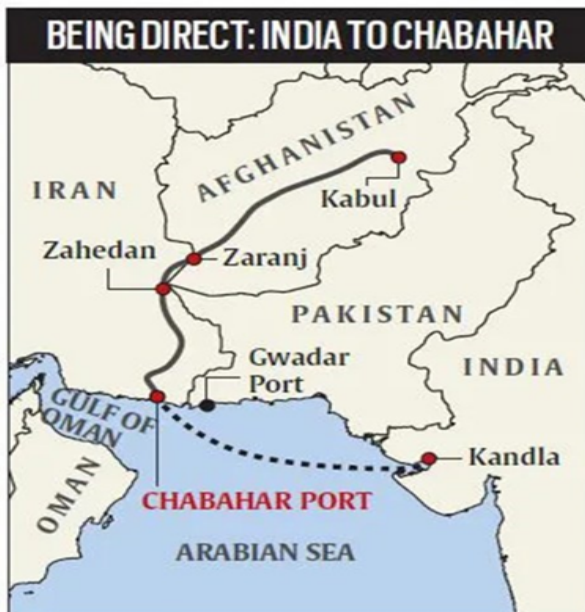 BEING DIRECT: INDIA TO CHABAHAR
AFGHANISTAN
IRAN
Kabul
Zahedan
Zaranj
PAKISTAN
Gwadar
Port
INDIA
GULF OF
OMAN
Kandla
OMAN
CHABAHAR PORT
ARABIAN SEA